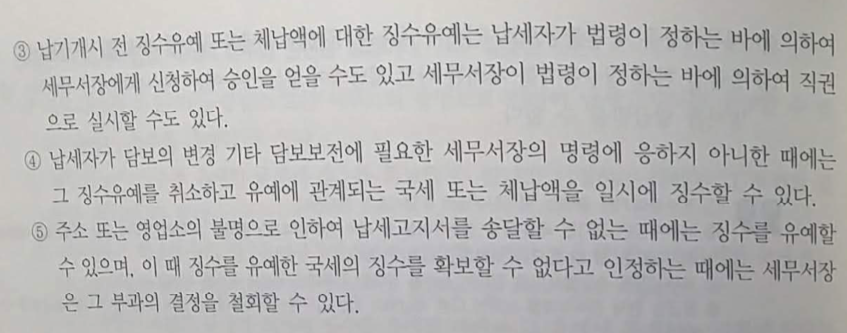 ③ 납기개시 전 징수유예 또는 체납액에 대한 징수유예는 납세자가 법령이 정하는 바에 의하여
세무서장에게 신청하여 승인을 얻을 수도 있고 세무서장이 법령이 정하는 바에 의하여 직권
으로 실시할 수도 있다.
④ 납세자가 담보의 변경 기타 담보보전에 필요한 세무서장의 명령에 응하지 아니한 때에는
그 징수유예를 취소하고 유예에 관계되는 국세 또는 체납액을 일시에 징수할 수 있다.
⑤ 주소 또는 영업소의 불명으로 인하여 납세고지서를 송달할 수 없는 때에는 징수를 유예할
수 있으며, 이 때 징수를 유예한 국세의 징수를 확보할 수 없다고 인정하는 때에는 세무서장
은 그 부과의 결정을 철회할 수 있다.